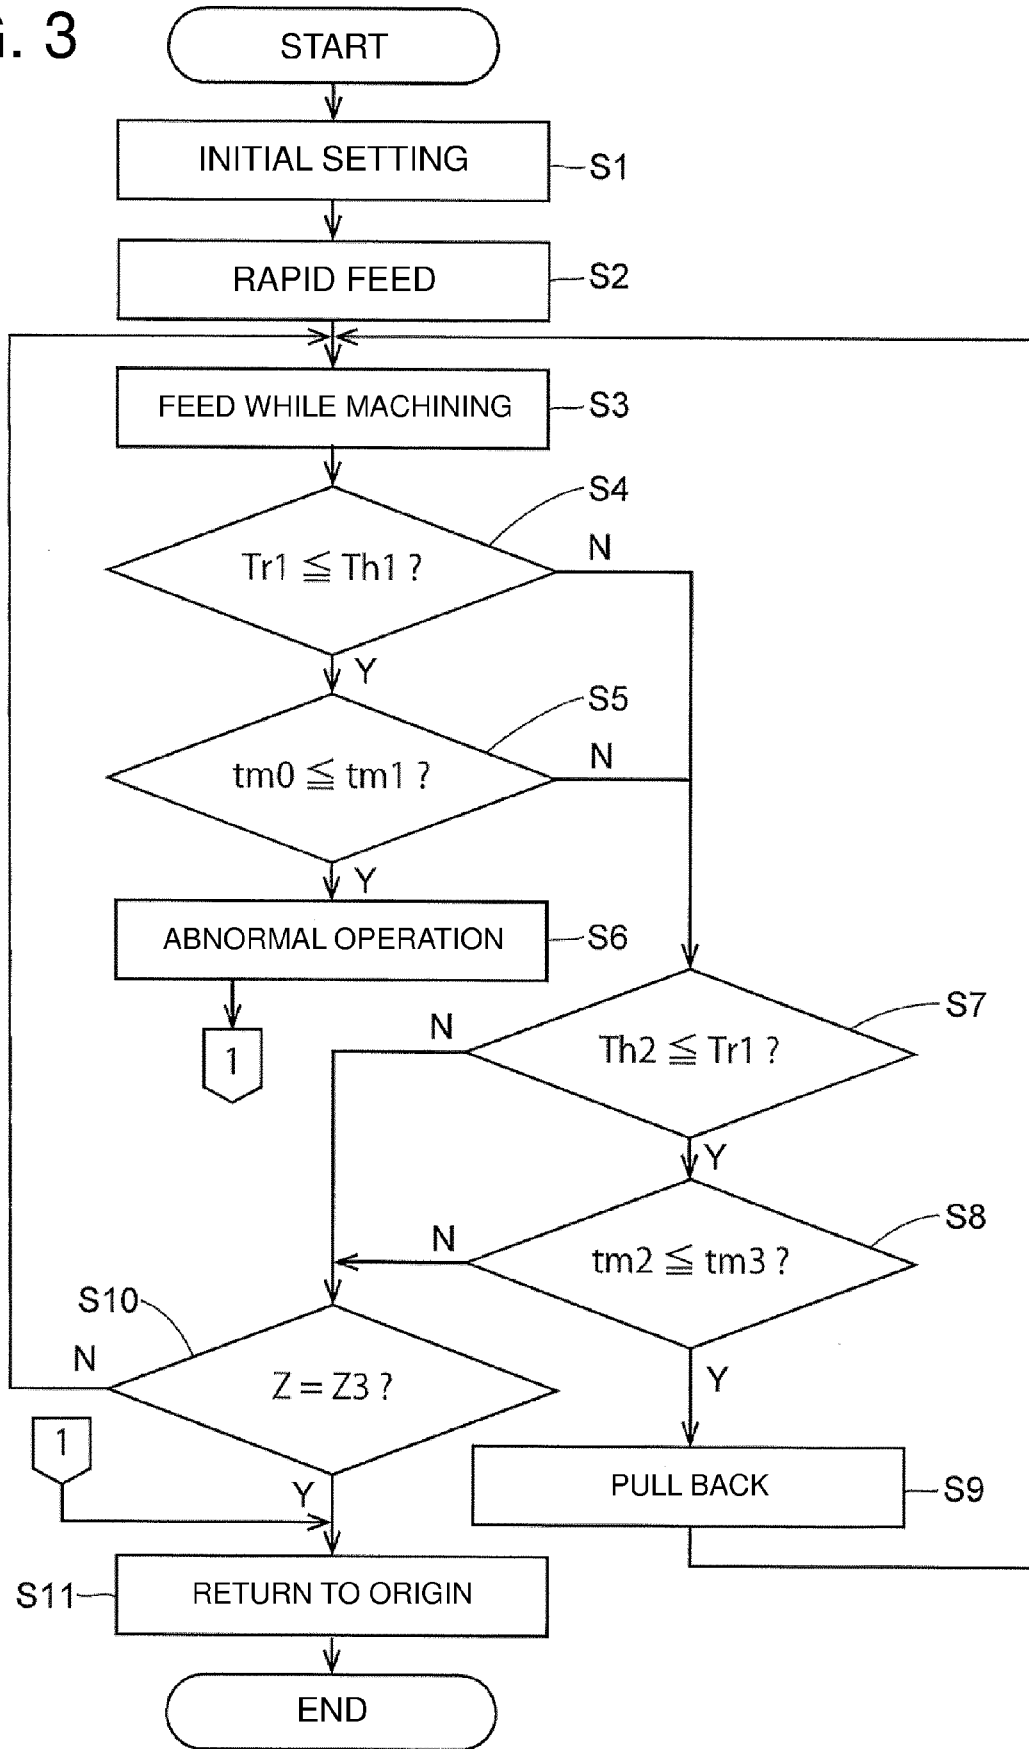 . 3
START
INITIAL SETTING
S1
RAPID FEED
S2
FEED WHILE MACHINING
S3
S4
Tr1 ≦ Th1 ?
N
Y
S5
tm0 ≦ tm1 ?
N
Y
ABNORMAL OPERATION
S6
1
S7
Th2 ≦ Tr1 ?
N
Y
S8
tm2 ≦ tm3 ?
N
Y
S10
Z = Z3 ?
N
1
Y
PULL BACK
S9
RETURN TO ORIGIN
S11
END